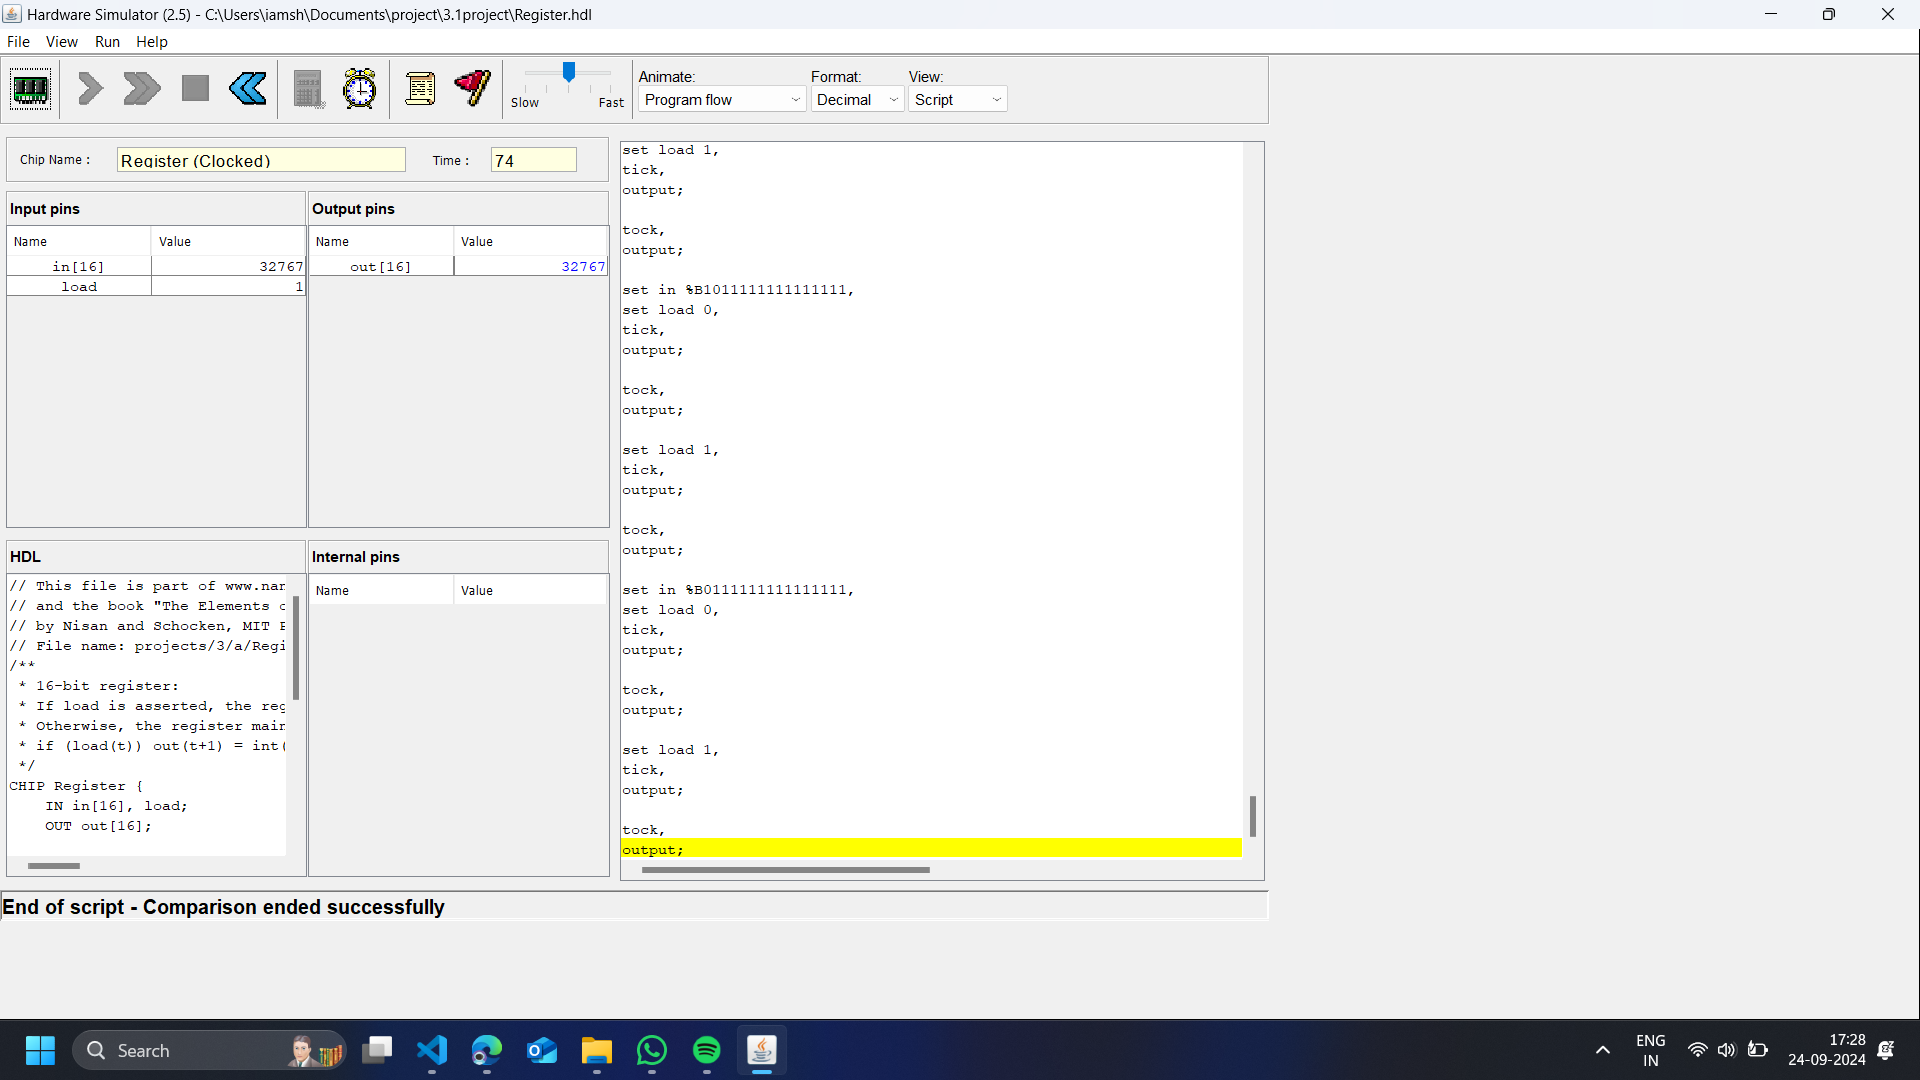 Hardware Simulator (2.5) - C:\Users\iamsh\Documents\project\3.1project\Register.hdl
File View Run Help
Slow Fast
Animate: Format: View:
Program flow Decimal Script
Chip Name : Register (Clocked) Time : 74
Input pins
Name Value
in[16] 32767
load 1
Output pins
Name Value
out[16] 32767
HDL
// This file is part of www.nan
// and the book "The Elements o
// by Nisan and Schocken, MIT P
// File name: projects/3/a/Regi
/**
* 16-bit register:
* If load is asserted, the reg
* Otherwise, the register main
* if (load(t)) out(t+1) = int(
*/
CHIP Register {
IN in[16], load;
OUT out[16];
Internal pins
Name Value
set load 1,
tick,
output;
tock,
output;
set in %B1011111111111111,
set load 0,
tick,
output;
tock,
output;
set load 1,
tick,
output;
tock,
output;
set in %B0111111111111111,
set load 0,
tick,
output;
tock,
output;
set load 1,
tick,
output;
tock,
output;
End of script - Comparison ended successfully
Search
ENG
IN
17:28
24-09-2024